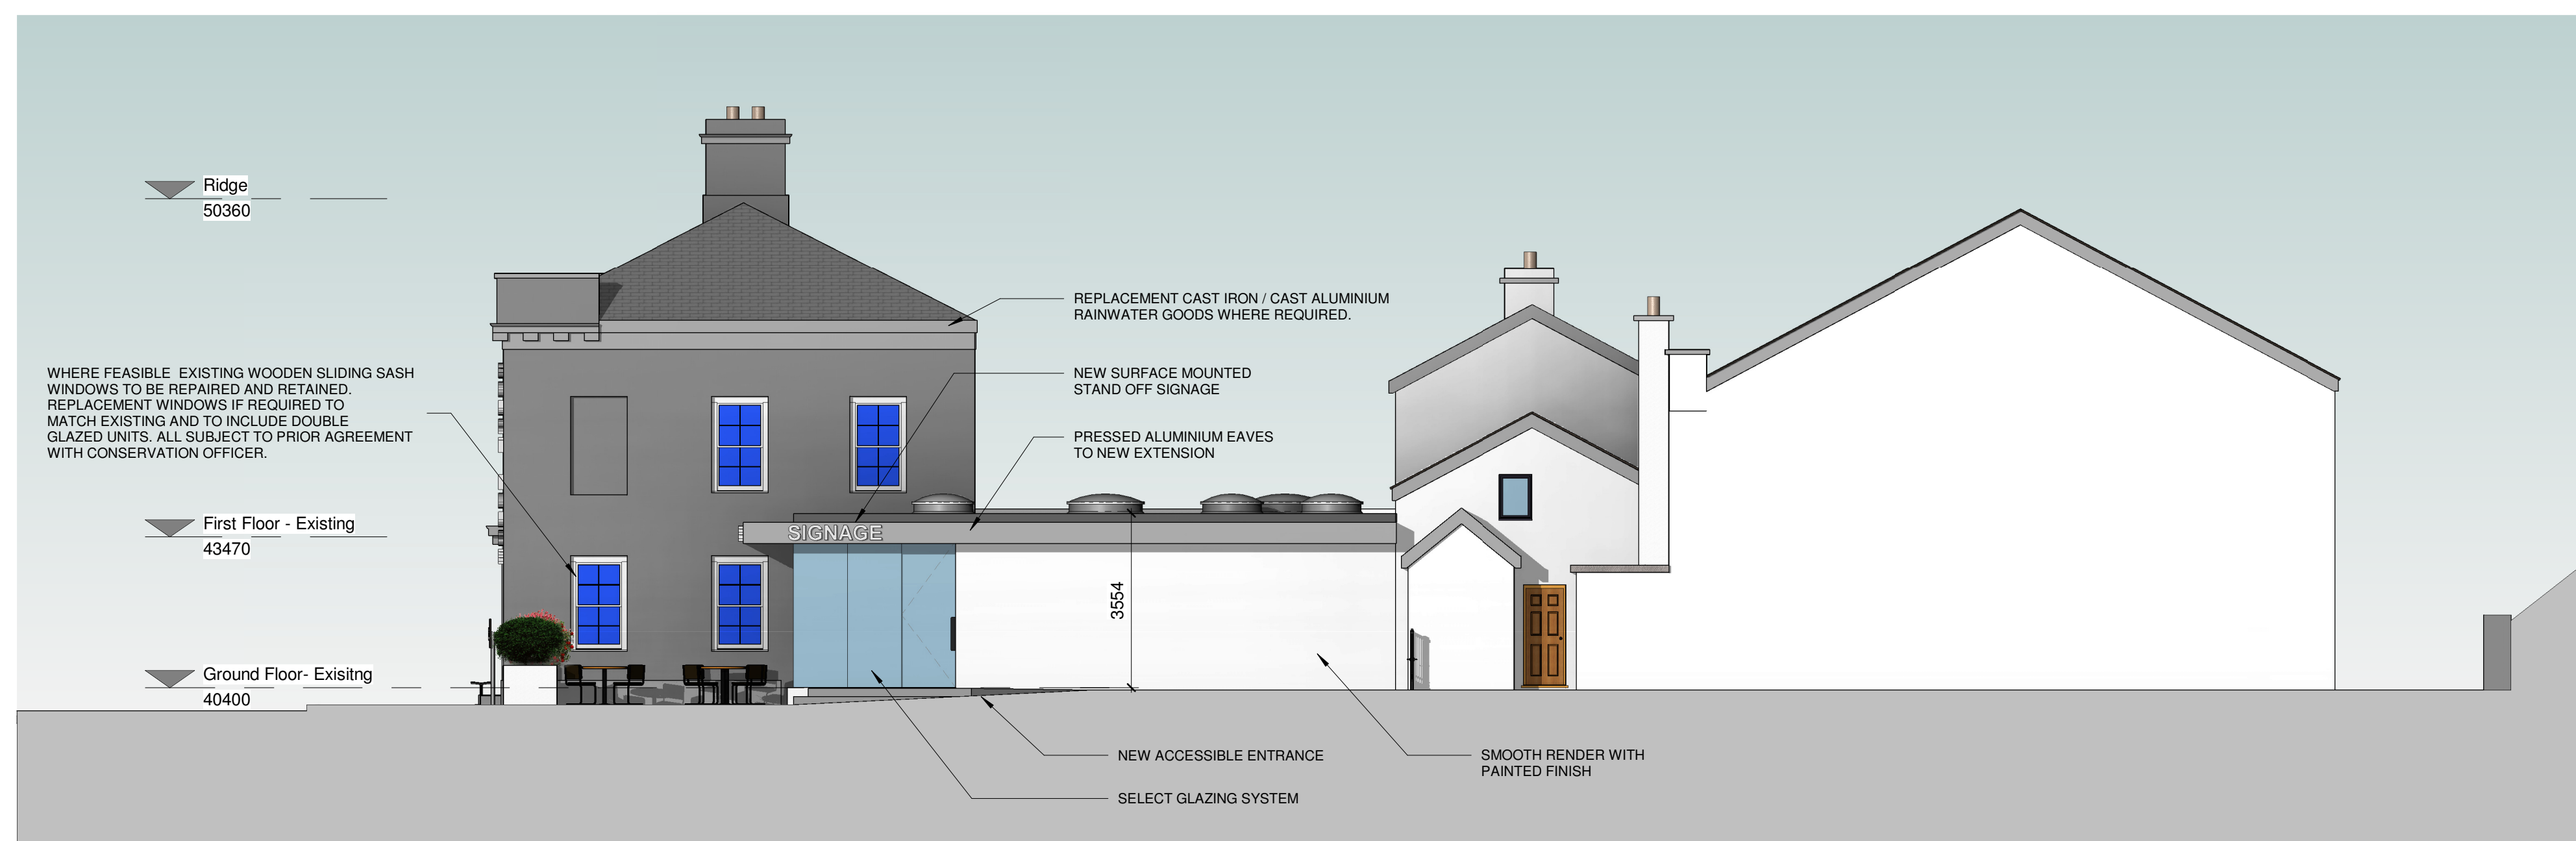 Ridge
50360
REPLACEMENT CAST IRON / CAST ALUMINIUM
RAINWATER GOODS WHERE REQUIRED.
WHERE FEASIBLE  EXISTING WOODEN SLIDING SASH
WINDOWS TO BE REPAIRED AND RETAINED.
REPLACEMENT WINDOWS IF REQUIRED TO
MATCH EXISTING AND TO INCLUDE DOUBLE
GLAZED UNITS. ALL SUBJECT TO PRIOR AGREEMENT
WITH CONSERVATION OFFICER.
NEW SURFACE MOUNTED
STAND OFF SIGNAGE
PRESSED ALUMINIUM EAVES
TO NEW EXTENSION
First Floor - Existing
43470
SIGNAGE
3554
Ground Floor- Exisitng
40400
NEW ACCESSIBLE ENTRANCE
SELECT GLAZING SYSTEM
SMOOTH RENDER WITH
PAINTED FINISH